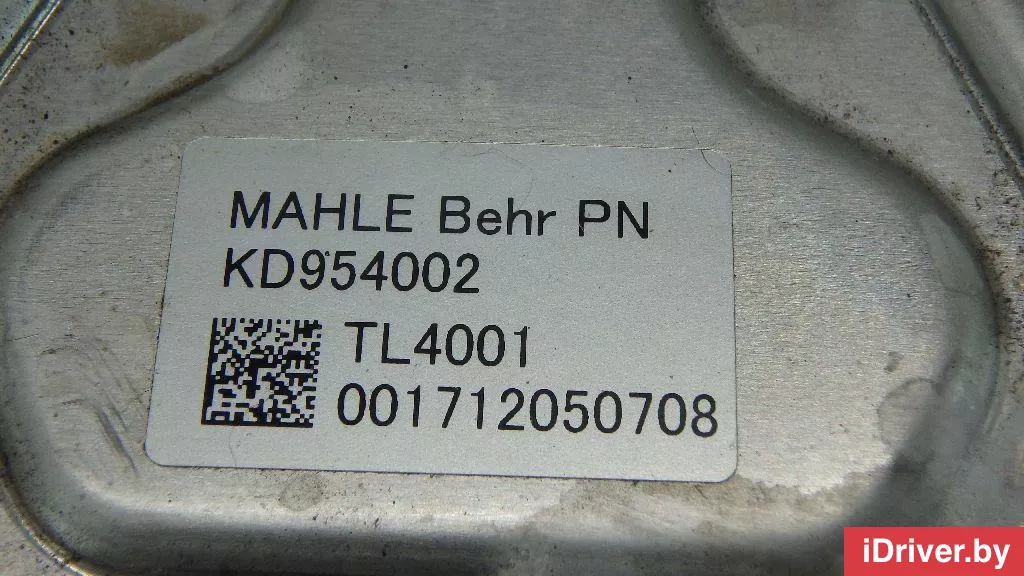 MAHLE Behr PN
KD954002
TL4001
001712050708
iDriver.by